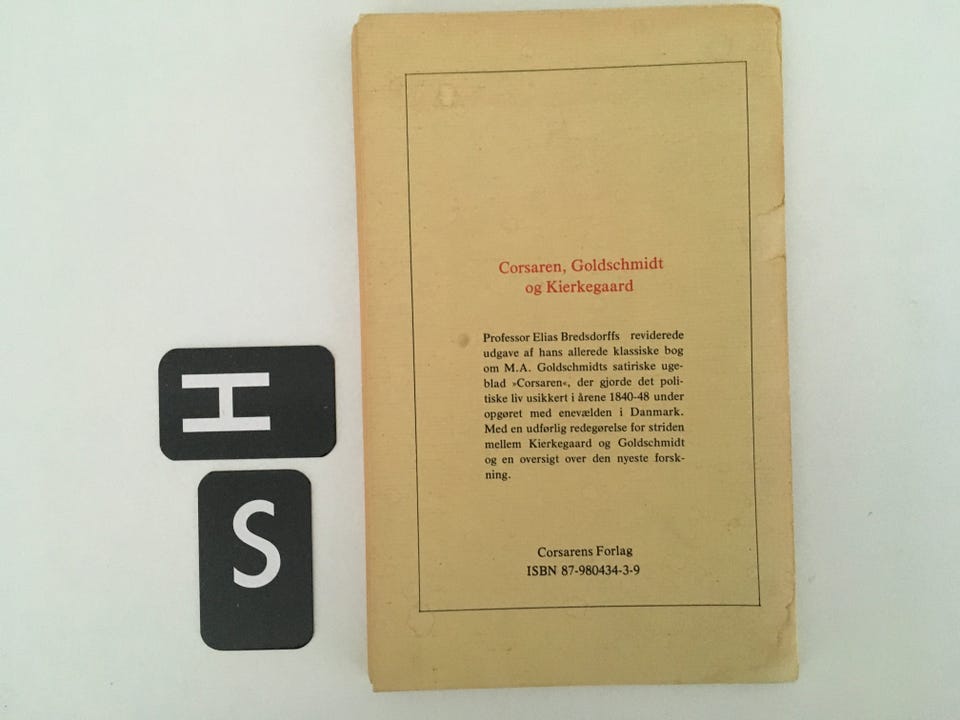 Corsaren, Goldschmidt
og Kierkegaard
Professor Elias Bredsdorffs reviderede
udgave af hans allerede klassiske bog
om M.A. Goldschmidts satiriske uge-
blad »Corsaren«, der gjorde det poli-
tiske liv usikkert i årene 1840-48 under
opgøret med enevælden i Danmark.
Med en udførlig redegørelse for striden
mellem Kierkegaard og Goldschmidt
og en oversigt over den nyeste forsk-
ning.
Corsarens Forlag
ISBN 87-980434-3-9
H
S